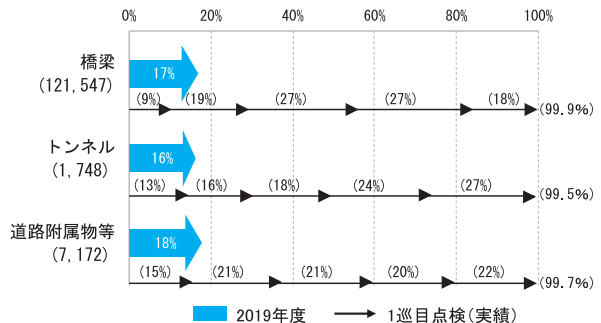 0% 20% 40% 60% 80% 100%
橋梁
(121,547)
17%
(9%) (19%) (27%) (27%) (18%) (99.9%)
トンネル
(1,748)
16%
(13%) (16%) (18%) (24%) (27%) (99.5%)
道路附属物等
(7,172)
18%
(15%) (21%) (21%) (20%) (22%) (99.7%)
2019年度 1巡目点検(実績)